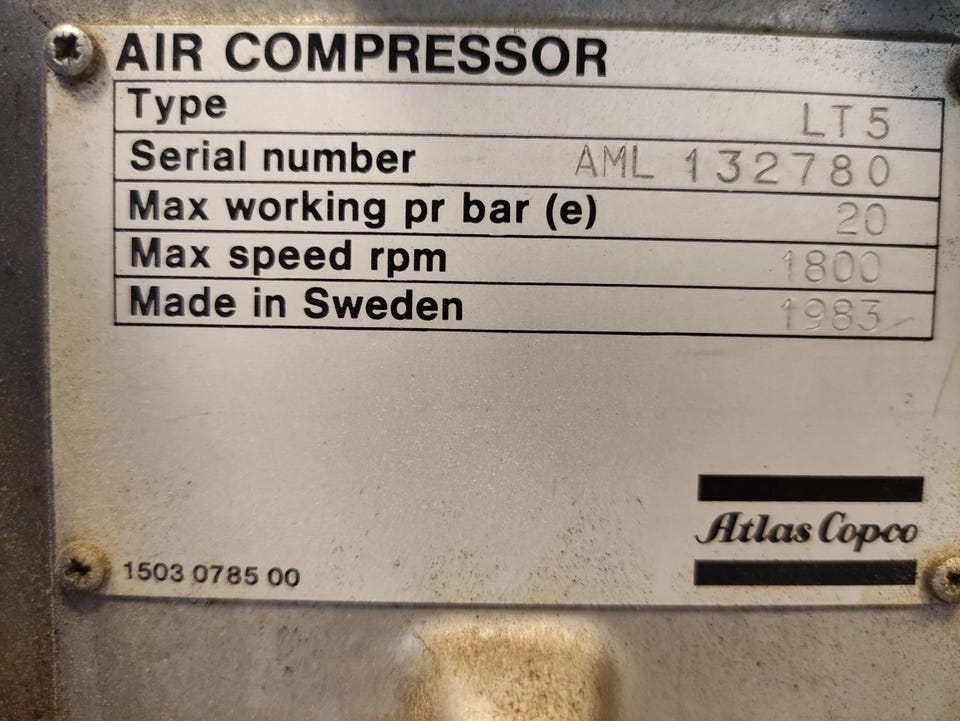 AIR COMPRESSOR
Type LT5
Serial number AML 132780
Max working pr bar (e) 20
Max speed rpm 1800
Made in Sweden 1983
Atlas Copco
1503 0785 00